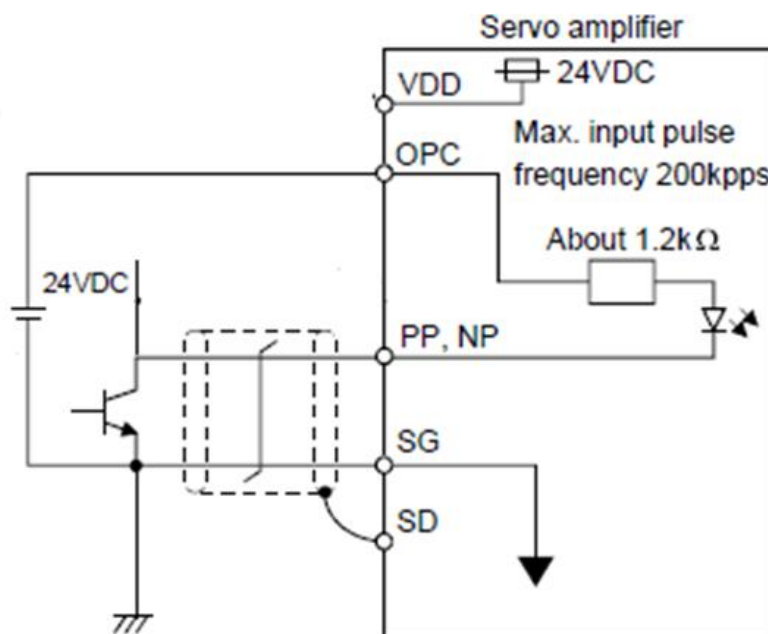 Servo amplifier
VDD
24VDC
OPC
Max. input pulse
frequency 200kpps
About 1.2kΩ
24VDC
PP, NP
SG
SD